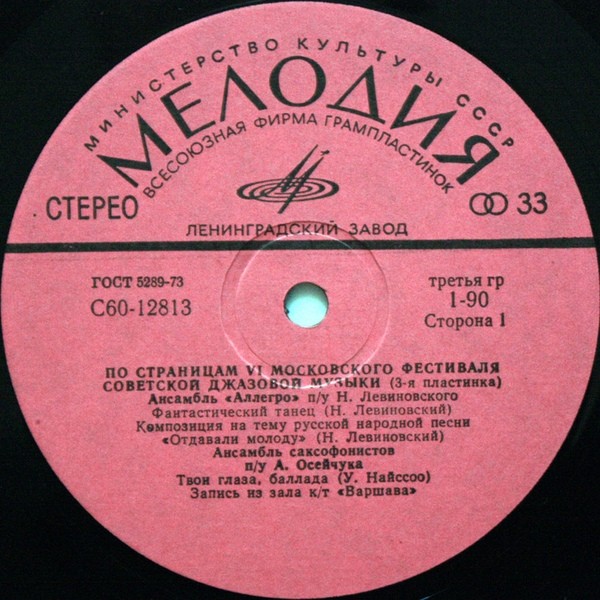 МИНИСТЕРСТВО КУЛЬТУРЫ СССР
МЕЛОДИЯ
ВСЕСОЮЗНАЯ ФИРМА ГРАМПЛАСТИНОК
СТЕРЕО
33
ЛЕНИНГРАДСКИЙ ЗАВОД
ГОСТ 5289-73
С60-12813
третья гр
1-90
Сторона 1
ПО СТРАНИЦАМ VI МОСКОВСКОГО ФЕСТИВАЛЯ
СОВЕТСКОЙ ДЖАЗОВОЙ МУЗЫКИ (3-я пластинка)
Ансамбль «Аллегро» п/у Н. Левиновского
Фантастический танец (Н. Левиновский)
Композиция на тему русской народной песни
«Отдавали молоду» (Н. Левиновский)
Ансамбль саксофонистов
п/у А. Осейчука
Твои глаза, баллада (У. Найссоо)
Запись из зала к/т «Варшава»